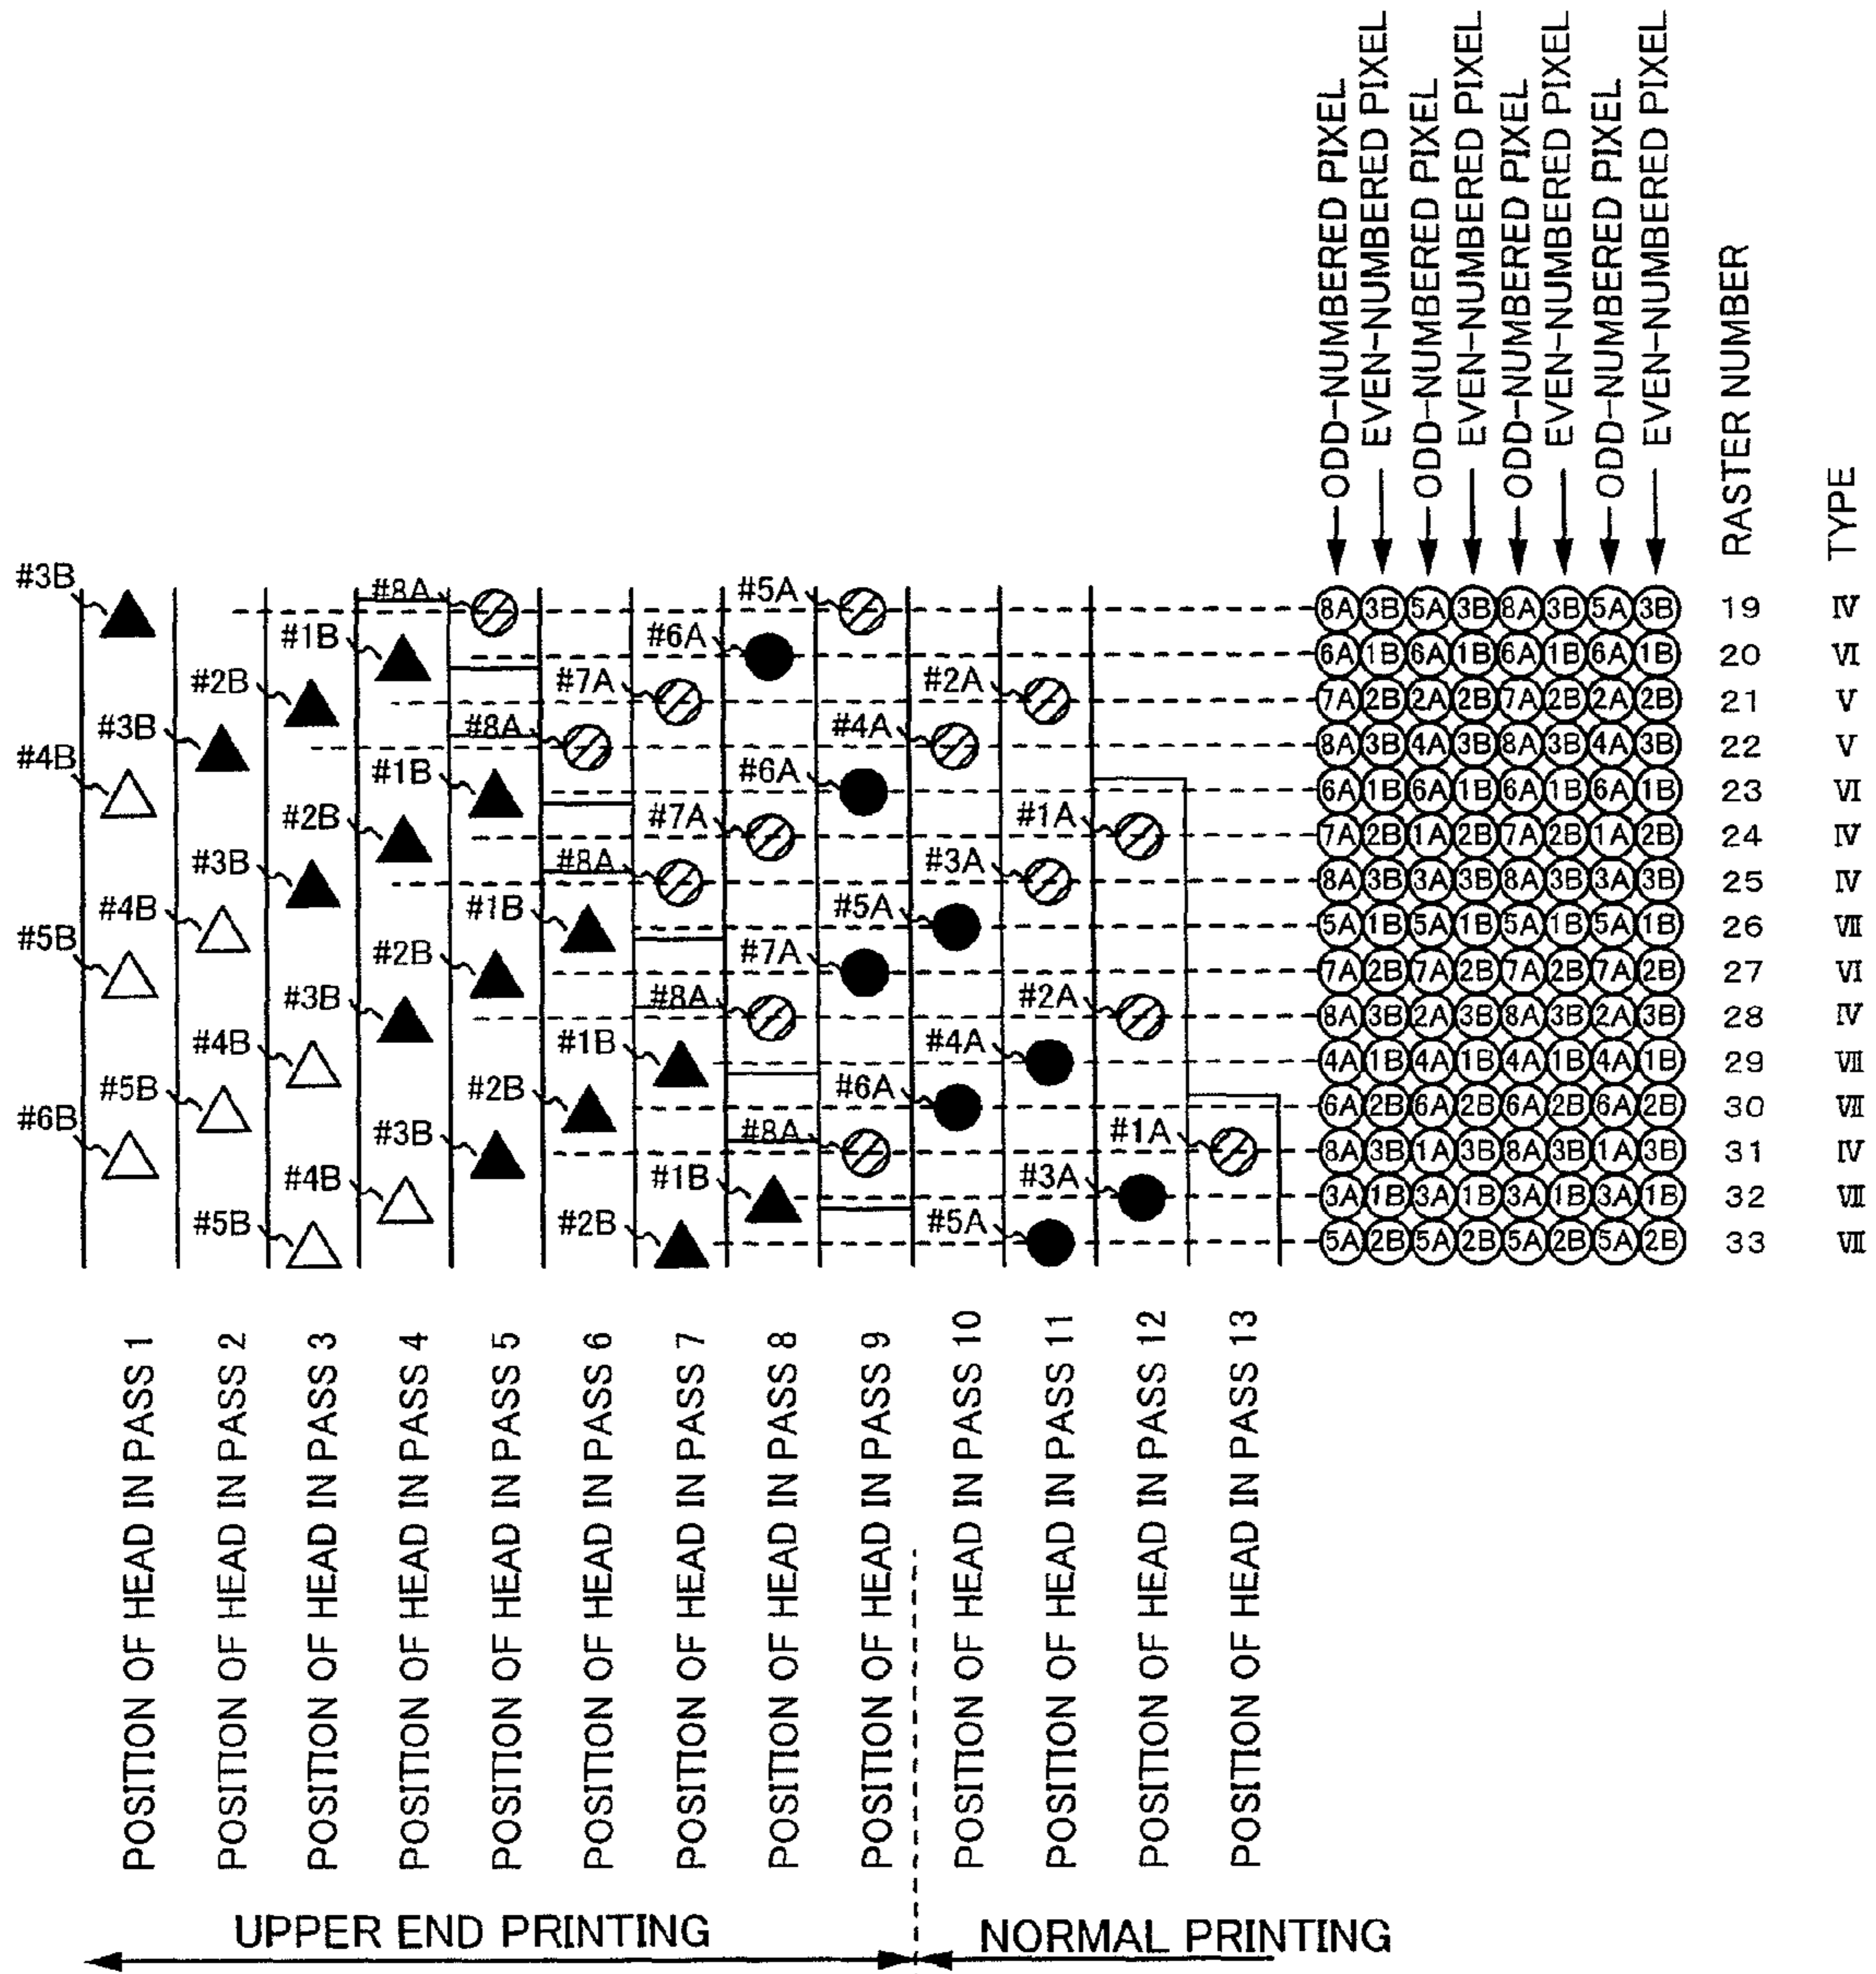 ODD-NUMBERED PIXEL
EVEN-NUMBERED PIXEL
ODD-NUMBERED PIXEL
EVEN-NUMBERED PIXEL
ODD-NUMBERED PIXEL
EVEN-NUMBERED PIXEL
ODD-NUMBERED PIXEL
EVEN-NUMBERED PIXEL
RASTER NUMBER
TYPE
#3B #8A #5A 8A 3B 5A 3B 8A 3B 5A 3B 19 IV
#1B #6A 6A 1B 6A 1B 6A 1B 6A 1B 20 VI
#2B #7A #2A 7A 2B 2A 2B 7A 2B 2A 2B 21 V
#3B #8A #4A 8A 3B 4A 3B 8A 3B 4A 3B 22 V
#4B #1B #6A 6A 1B 6A 1B 6A 1B 6A 1B 23 VI
#2B #7A #1A 7A 2B 1A 2B 7A 2B 1A 2B 24 IV
#3B #8A #3A 8A 3B 3A 3B 8A 3B 3A 3B 25 IV
#4B #1B #5A 5A 1B 5A 1B 5A 1B 5A 1B 26 VII
#5B #2B #7A 7A 2B 7A 2B 7A 2B 7A 2B 27 VI
#3B #8A #2A 8A 3B 2A 3B 8A 3B 2A 3B 28 IV
#4B #1B #4A 4A 1B 4A 1B 4A 1B 4A 1B 29 VII
#5B #2B #6A 6A 2B 6A 2B 6A 2B 6A 2B 30 VII
#6B #3B #8A #1A 8A 3B 1A 3B 8A 3B 1A 3B 31 IV
#4B #1B #3A 3A 1B 3A 1B 3A 1B 3A 1B 32 VII
#5B #2B #5A 5A 2B 5A 2B 5A 2B 5A 2B 33 VII
POSITION OF HEAD IN PASS 1
POSITION OF HEAD IN PASS 2
POSITION OF HEAD IN PASS 3
POSITION OF HEAD IN PASS 4
POSITION OF HEAD IN PASS 5
POSITION OF HEAD IN PASS 6
POSITION OF HEAD IN PASS 7
POSITION OF HEAD IN PASS 8
POSITION OF HEAD IN PASS 9
POSITION OF HEAD IN PASS 10
POSITION OF HEAD IN PASS 11
POSITION OF HEAD IN PASS 12
POSITION OF HEAD IN PASS 13
UPPER END PRINTING
NORMAL PRINTING